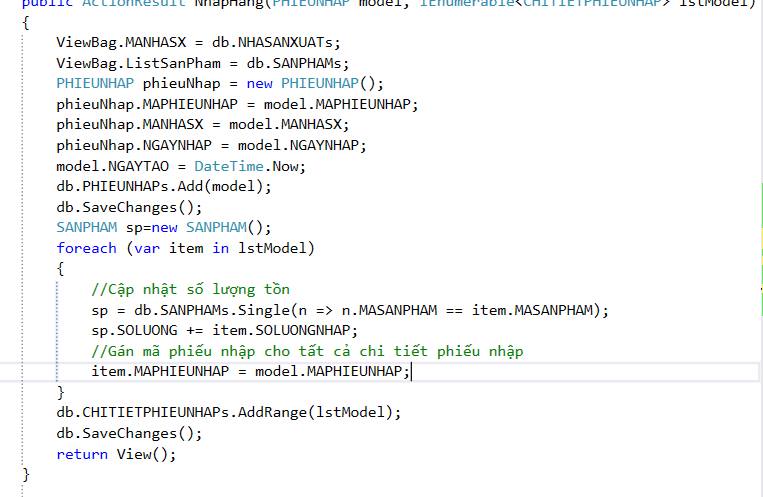 public ActionResult NhapHang(PHIEUNHAP model, IEnumerable<CHITIETPHIEUNHAP> lstModel)
{
ViewBag.MANHASX = db.NHASANXUATs;
ViewBag.ListSanPham = db.SANPHAMs;
PHIEUNHAP phieuNhap = new PHIEUNHAP();
phieuNhap.MAPHIEUNHAP = model.MAPHIEUNHAP;
phieuNhap.MANHASX = model.MANHASX;
phieuNhap.NGAYNHAP = model.NGAYNHAP;
model.NGAYTAO = DateTime.Now;
db.PHIEUNHAPs.Add(model);
db.SaveChanges();
SANPHAM sp=new SANPHAM();
foreach (var item in lstModel)
{
//Cập nhật số lượng tồn
sp = db.SANPHAMs.Single(n => n.MASANPHAM == item.MASANPHAM);
sp.SOLUONG += item.SOLUONGNHAP;
//Gán mã phiếu nhập cho tất cả chi tiết phiếu nhập
item.MAPHIEUNHAP = model.MAPHIEUNHAP;
}
db.CHITIETPHIEUNHAPs.AddRange(lstModel);
db.SaveChanges();
return View();
}